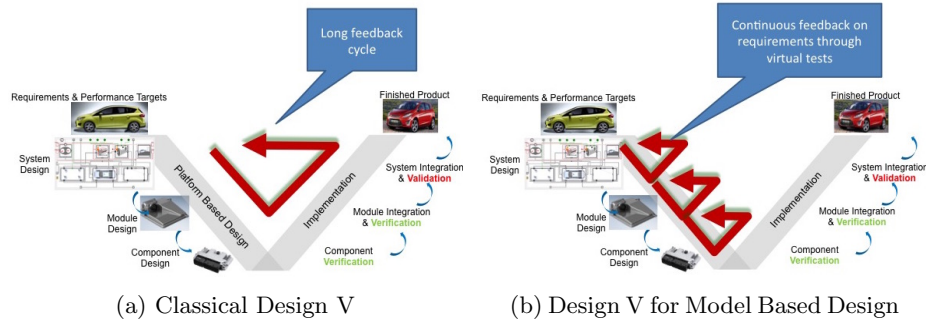 Long feedback
cycle
Requirements & Performance Targets
Finished Product
System
Design
Platform Based Design
Implementation
System Integration
& Validation
Module
Design
Module Integration
& Verification
Component
Design
Component
Verification
(a) Classical Design V
Continuous feedback on
requirements through
virtual tests
Requirements & Performance Targets
Finished Product
System
Design
Implementation
System Integration
& Validation
Module
Design
Module Integration
& Verification
Component
Design
Component
Verification
(b) Design V for Model Based Design